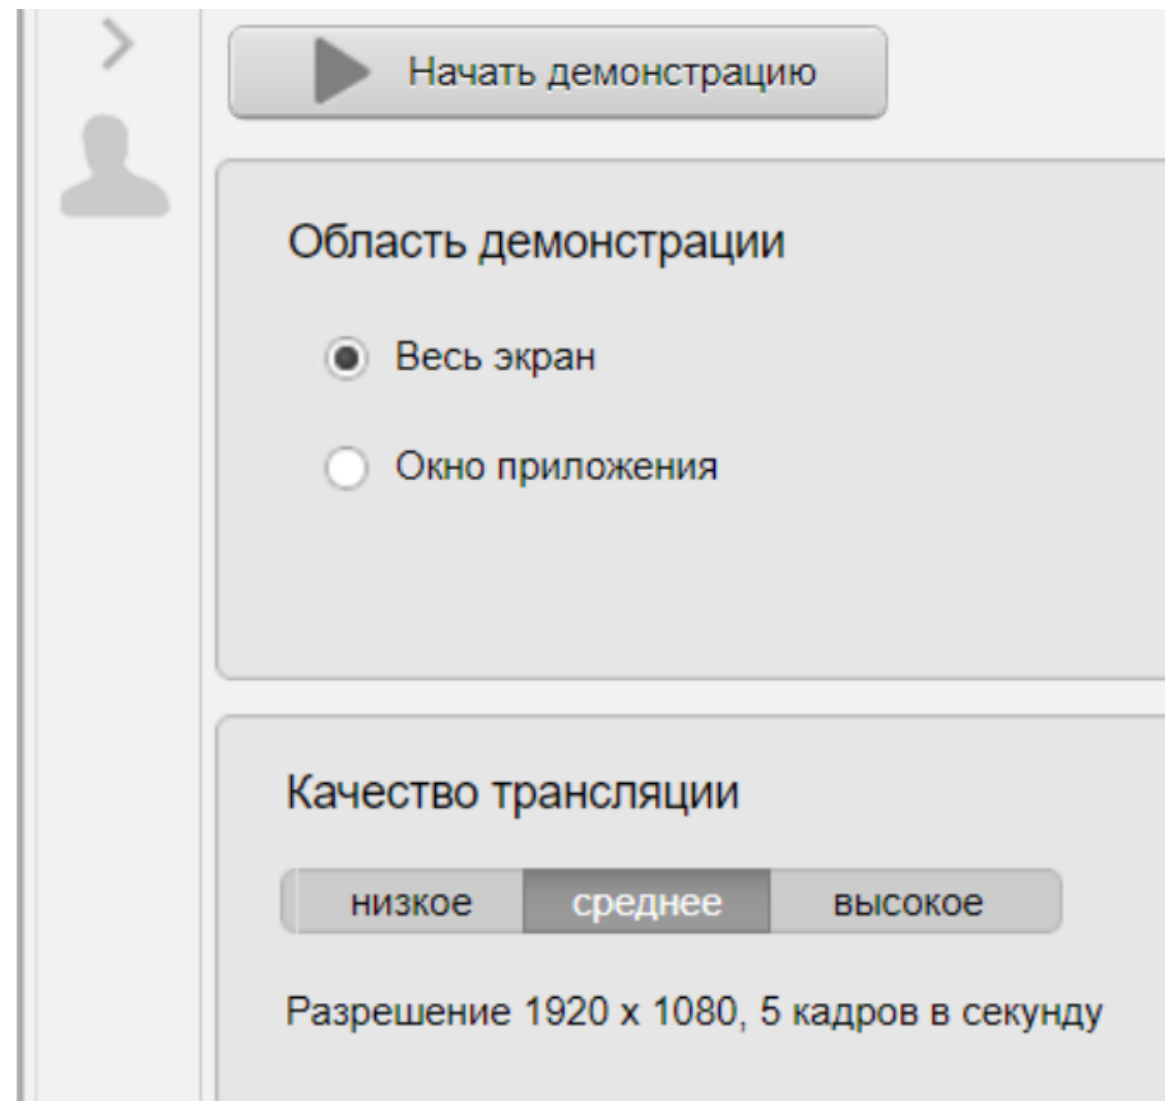 Начать демонстрацию
Область демонстрации
Весь экран
Окно приложения
Качество трансляции
низкое среднее высокое
Разрешение 1920 x 1080, 5 кадров в секунду